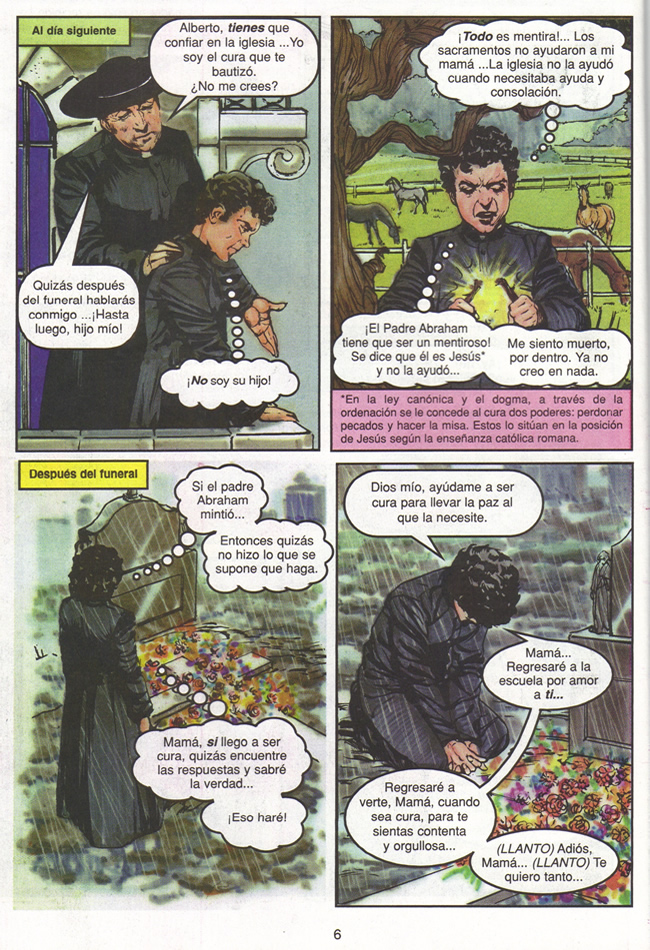 Al día siguiente
Alberto, tienes que
confiar en la iglesia ...Yo
soy el cura que te
bautizó.
¿No me crees?
Quizás después
del funeral hablarás
conmigo ...¡Hasta
luego, hijo mío!
¡No soy su hijo!
¡Todo es mentira!... Los
sacramentos no ayudaron a mi
mamá ...La iglesia no la ayudó
cuando necesitaba ayuda y
consolación.
¡El Padre Abraham
tiene que ser un mentiroso!
Se dice que él es Jesús*
y no la ayudó...
Me siento muerto,
por dentro. Ya no
creo en nada.
*En la ley canónica y el dogma, a través de la
ordenación se le concede al cura dos poderes: perdonar
pecados y hacer la misa. Estos lo sitúan en la posición
de Jesús según la enseñanza católica romana.
Después del funeral
Si el padre
Abraham
mintió...
Entonces quizás
no hizo lo que se
supone que haga.
Mamá, sí llego a ser
cura, quizás encuentre
las respuestas y sabré
la verdad...
¡Eso haré!
Dios mío, ayúdame a ser
cura para llevar la paz al
que la necesite.
Mamá...
Regresaré a la
escuela por amor
a ti...
Regresaré a
verte, Mamá, cuando
sea cura, para te
sientas contenta
y orgullosa...
(LLANTO) Adiós,
Mamá... (LLANTO) Te
quiero tanto...
6